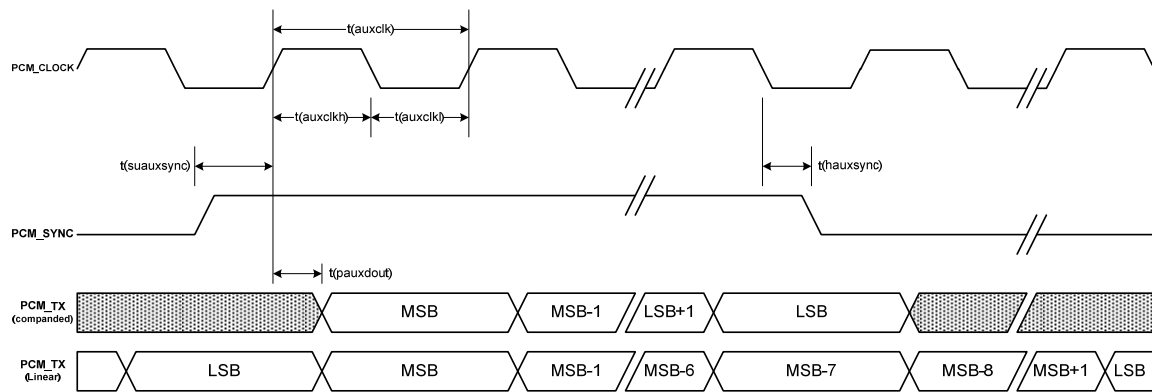 t(auxclk)
PCM_CLOCK
t(auxclkh)
t(auxclkl)
t(suauxsync)
t(hauxsync)
PCM_SYNC
t(pauxdout)
PCM_TX
(companded)
MSB
MSB-1
LSB+1
LSB
PCM_TX
(Linear)
LSB
MSB
MSB-1
MSB-6
MSB-7
MSB-8
MSB+1
LSB